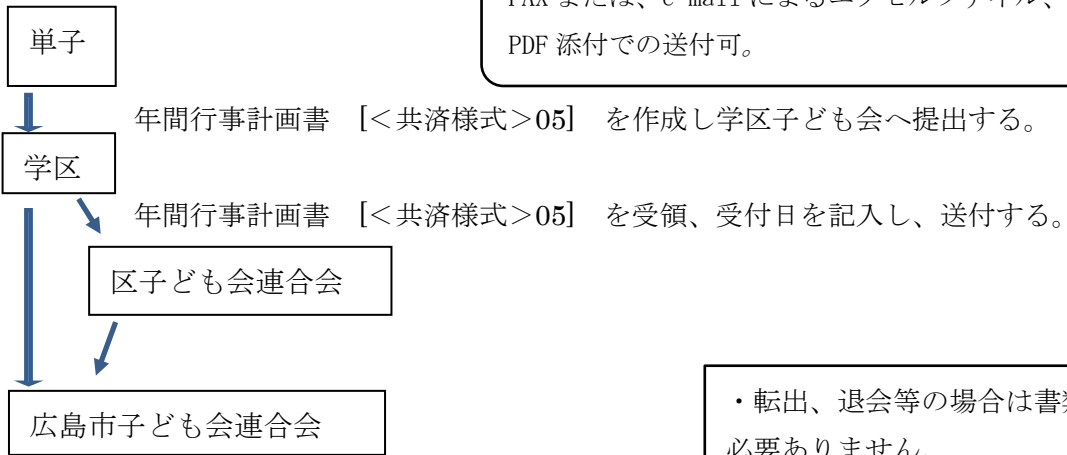 PDF 添付での送付可。
単子
年間行事計画書 [<共済様式>05] を作成し学区子ども会へ提出する。
学区
年間行事計画書 [<共済様式>05] を受領、受付日を記入し、送付する。
区子ども会連合会
・転出、退会等の場合は書
必要ありません
広島市子ども会連合会